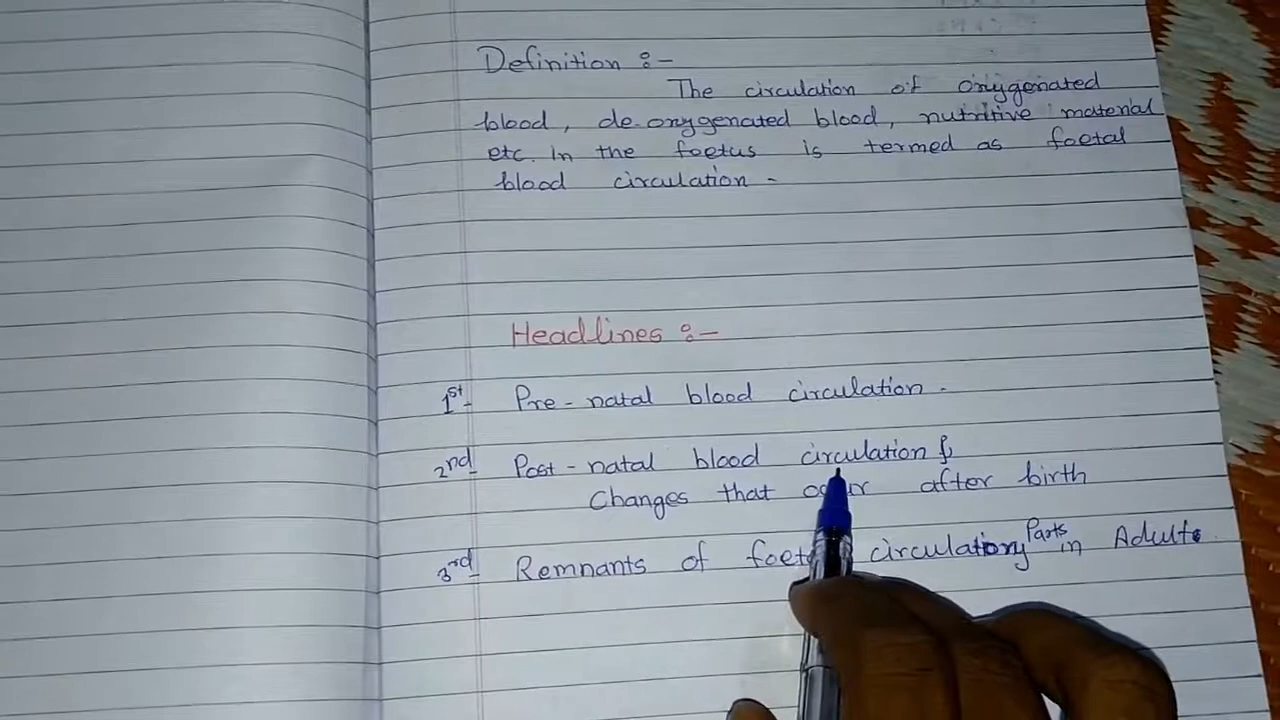 Definition :-
The circulation of oxygenated
blood, de-oxygenated blood, nutritive material
etc. in the foetus is termed as foetal
blood circulation -
Headlines :-
1st- Pre-natal blood circulation -
2nd- Post-natal blood circulation &
Changes that occur after birth
3rd- Remnants of circulatory Parts in Adults